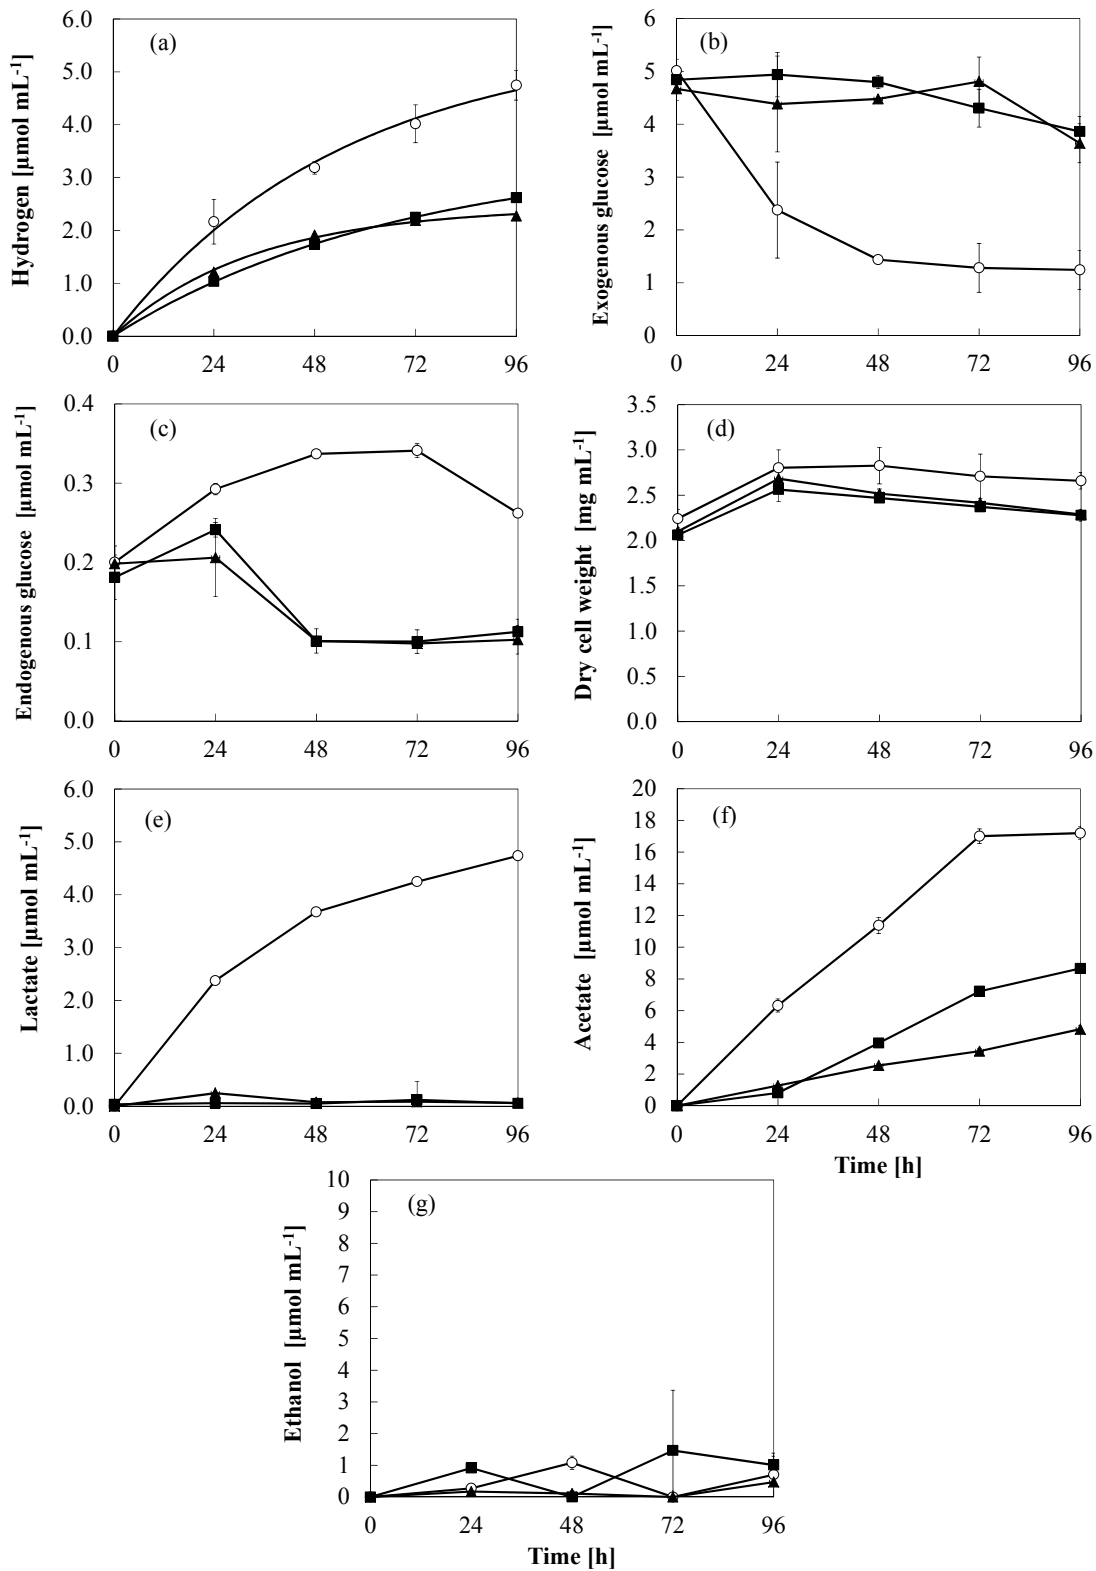 (a)
Hydrogen [µmol mL⁻¹]
6.0
5.0
4.0
3.0
2.0
1.0
0.0
0 24 48 72 96
(b)
Exogenous glucose [µmol mL⁻¹]
6
5
4
3
2
1
0
0 24 48 72 96
(c)
Endogenous glucose [µmol mL⁻¹]
0.4
0.3
0.2
0.1
0.0
0 24 48 72 96
(d)
Dry cell weight [mg mL⁻¹]
3.5
3.0
2.5
2.0
1.5
1.0
0.5
0.0
0 24 48 72 96
(e)
Lactate [µmol mL⁻¹]
6.0
5.0
4.0
3.0
2.0
1.0
0.0
0 24 48 72 96
(f)
Acetate [µmol mL⁻¹]
20
18
16
14
12
10
8
6
4
2
0
0 24 48 72 96
Time [h]
(g)
Ethanol [µmol mL⁻¹]
10
9
8
7
6
5
4
3
2
1
0
0 24 48 72 96
Time [h]